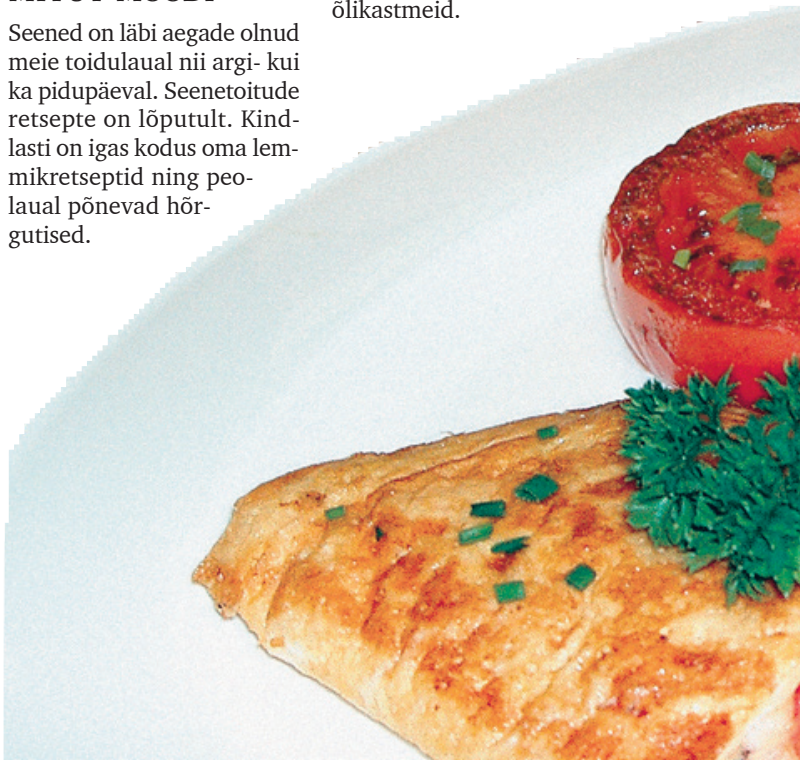 Seened on läbi aegade olnud
meie toidulaual nii argi- kui
ka pidupäeval. Seenetoitude
retsepte on lõputult. Kind-
lasti on igas kodus oma lem-
mikretseptid ning peo-
laual põnevad hõr-
gutised.
õlikastmeid.